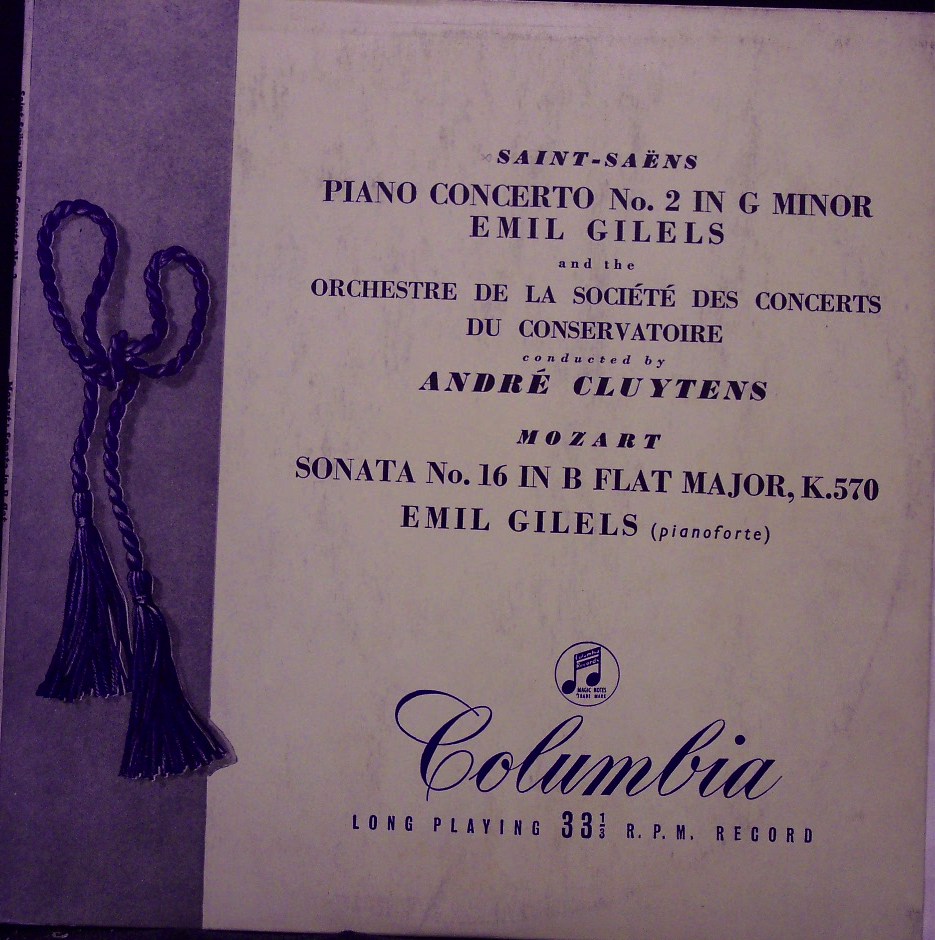 SAINT-SAËNS
PIANO CONCERTO No. 2 IN G MINOR
EMIL GILELS
and the
ORCHESTRE DE LA SOCIÉTÉ DES CONCERTS
DU CONSERVATOIRE
conducted by
ANDRÉ CLUYTENS
MOZART
SONATA No. 16 IN B FLAT MAJOR, K.570
EMIL GILELS (pianoforte)
Columbia
Records
MAGIC NOTES
TRADE MARK
Columbia
LONG PLAYING 33⅓ R.P.M. RECORD